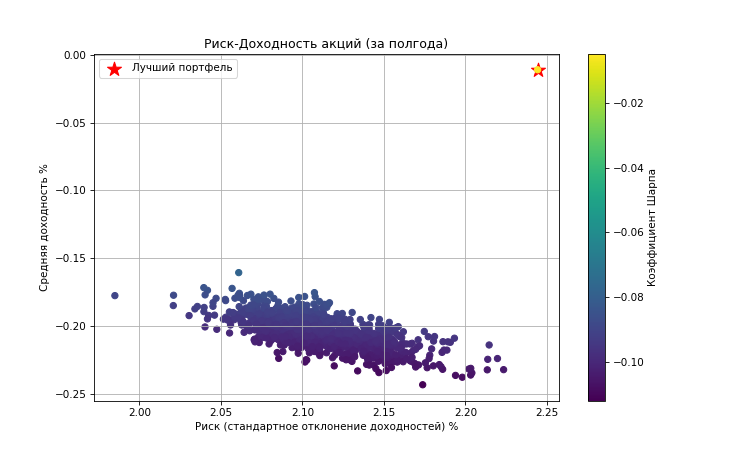 Риск-Доходность акций (за полгода)
Лучший портфель
0.00
−0.05
−0.10
−0.15
−0.20
−0.25
Средняя доходность %
2.00 2.05 2.10 2.15 2.20 2.25
Риск (стандартное отклонение доходностей) %
−0.02
−0.04
−0.06
−0.08
−0.10
Коэффициент Шарпа